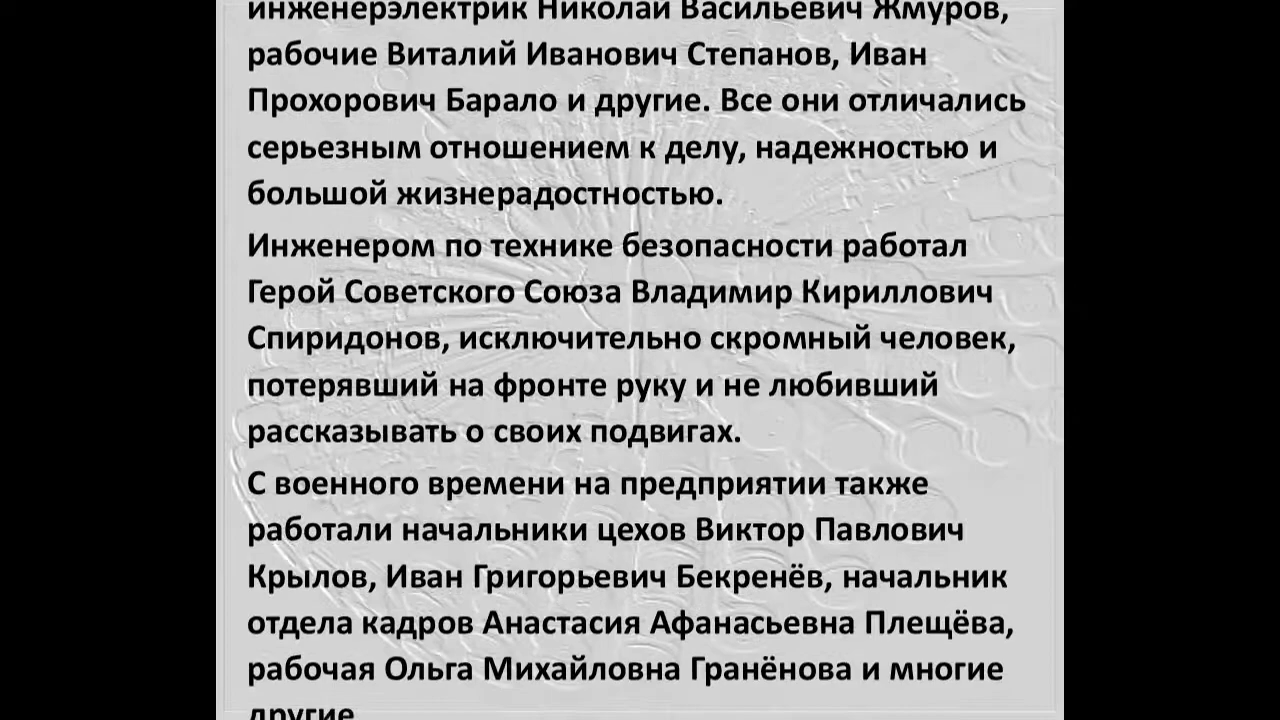 инженерэлектрик Николай Васильевич Жмуров,
рабочие Виталий Иванович Степанов, Иван
Прохорович Барало и другие. Все они отличались
серьезным отношением к делу, надежностью и
большой жизнерадостностью.
Инженером по технике безопасности работал
Герой Советского Союза Владимир Кириллович
Спиридонов, исключительно скромный человек,
потерявший на фронте руку и не любивший
рассказывать о своих подвигах.
С военного времени на предприятии также
работали начальники цехов Виктор Павлович
Крылов, Иван Григорьевич Бекренёв, начальник
отдела кадров Анастасия Афанасьевна Плещёва,
рабочая Ольга Михайловна Гранёнова и многие
другие